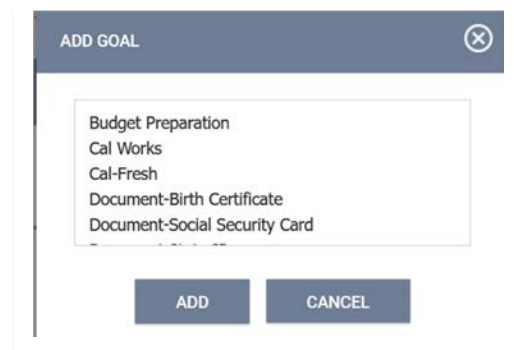 ADD GOAL
Budget Preparation
Cal Works
Cal-Fresh
Document-Birth Certificate
Document-Social Security Card
ADD
CANCEL